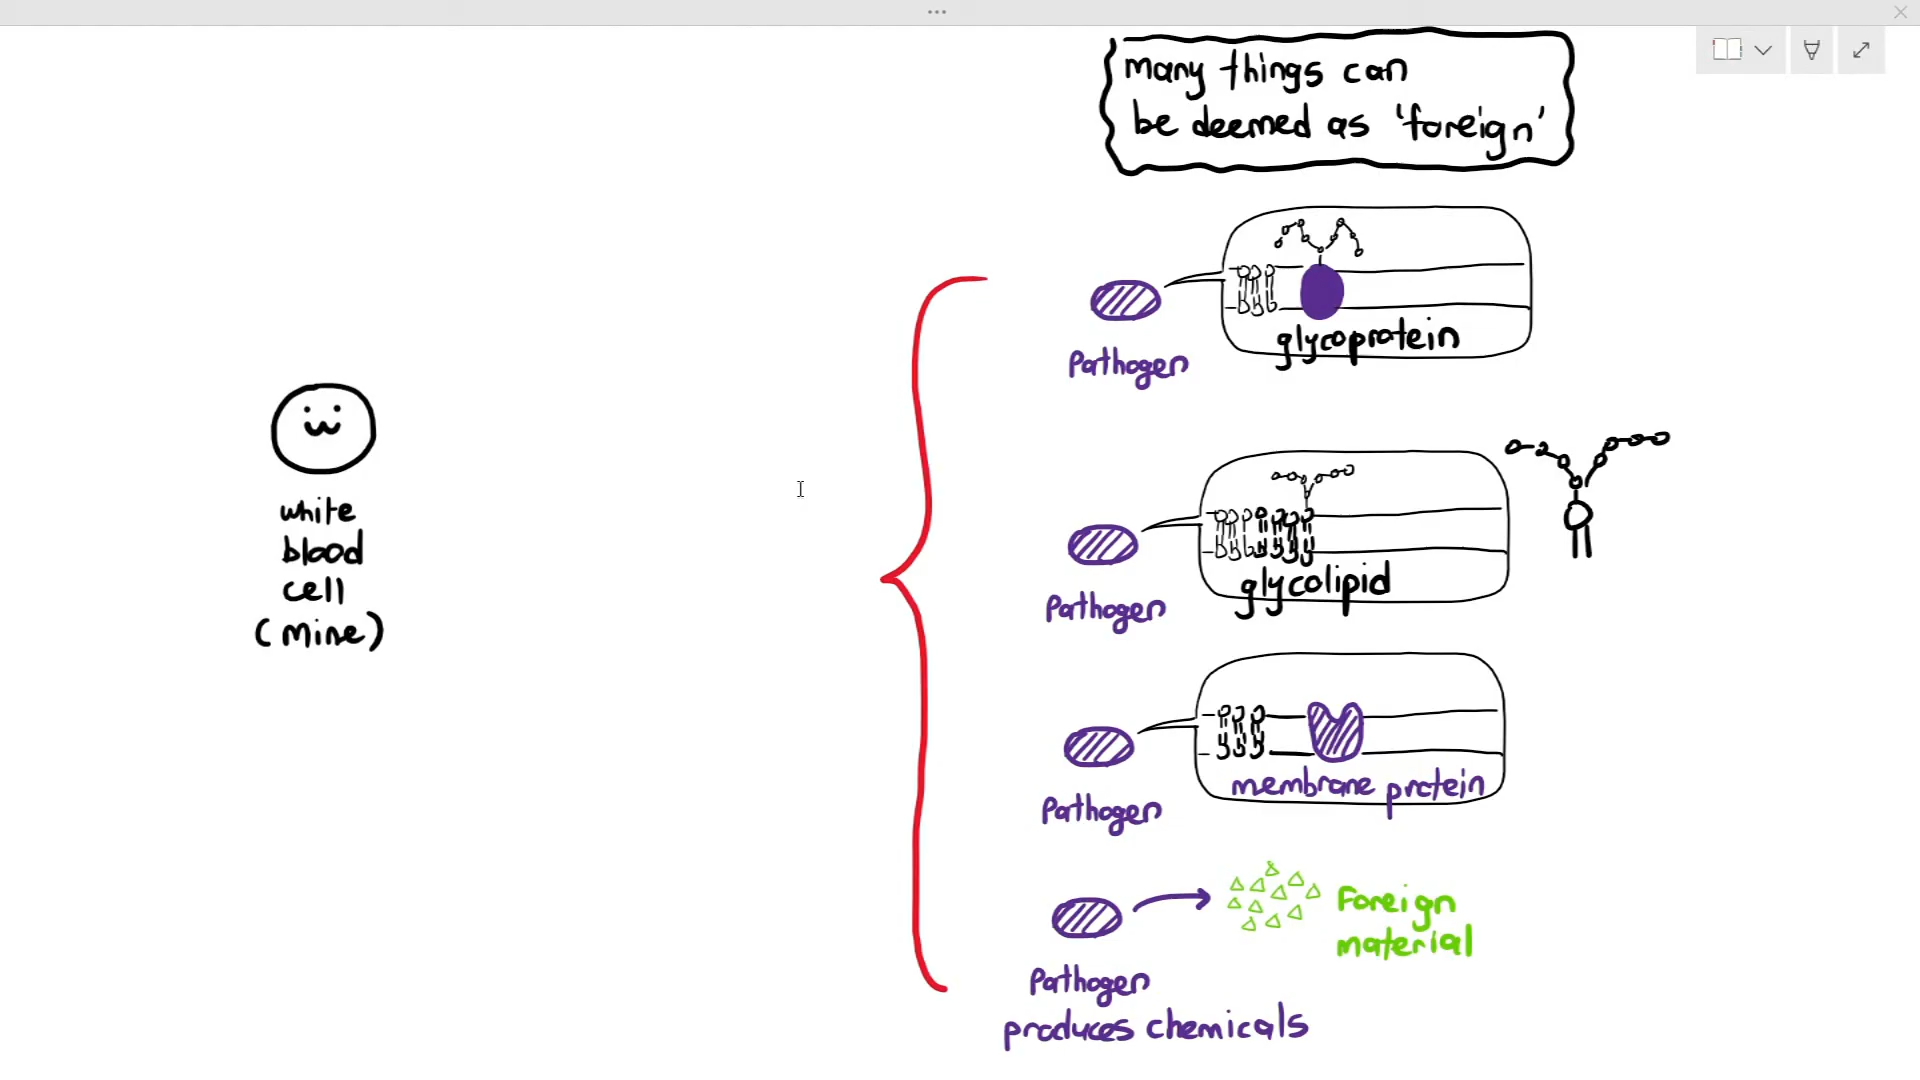 many things can
be deemed as 'foreign'
glycoprotein
Pathogen
white
blood
cell
(mine)
glycolipid
Pathogen
membrane protein
Pathogen
Foreign
material
Pathogen
produces chemicals